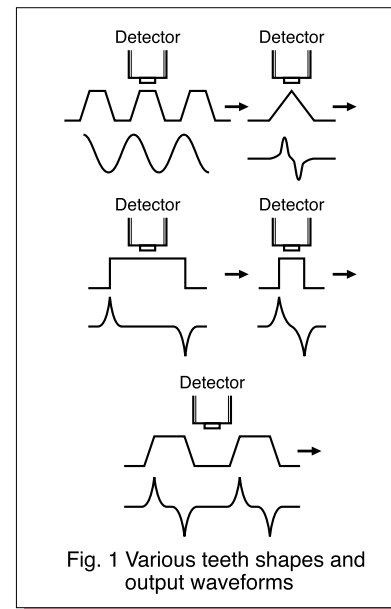 Detector Detector
Detector Detector
Detector
Fig. 1 Various teeth shapes and
output waveforms